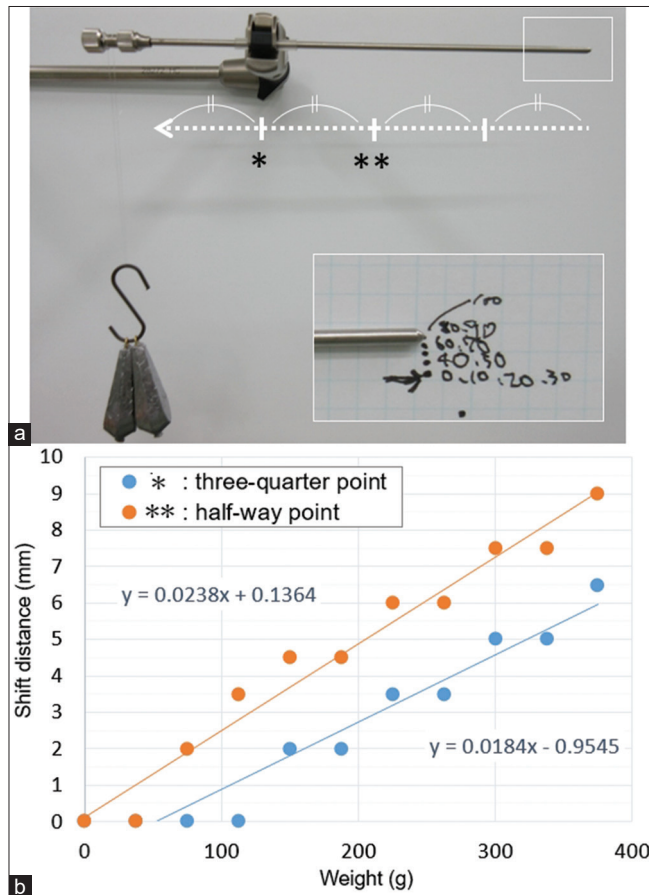 *
**
100
80.90
60.70
40.50
0.10.20.30
a
10
9
8
7
6
5
4
3
2
1
0
Shift distance (mm)
* : three-quarter point
** : half-way point
y = 0.0238x + 0.1364
y = 0.0184x - 0.9545
0 100 200 300 400
Weight (g)
b